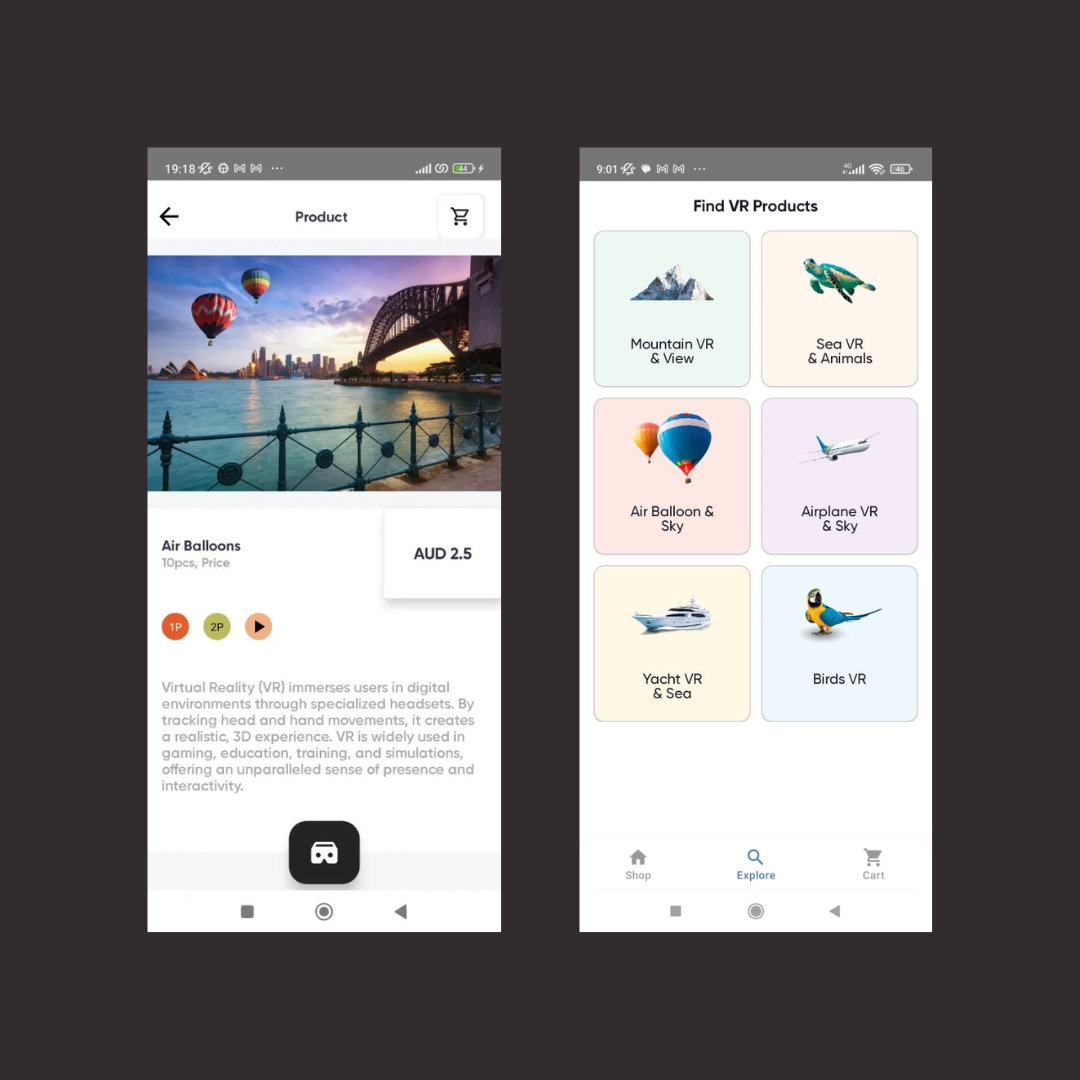 19:18
44
Product
Air Balloons
10pcs, Price
AUD 2.5
1P
2P
Virtual Reality (VR) immerses users in digital
environments through specialized headsets. By
tracking head and hand movements, it creates
a realistic, 3D experience. VR is widely used in
gaming, education, training, and simulations,
offering an unparalleled sense of presence and
interactivity.
9:01
4G
46
Find VR Products
Mountain VR
& View
Sea VR
& Animals
Air Balloon &
Sky
Airplane VR
& Sky
Yacht VR
& Sea
Birds VR
Shop
Explore
Cart